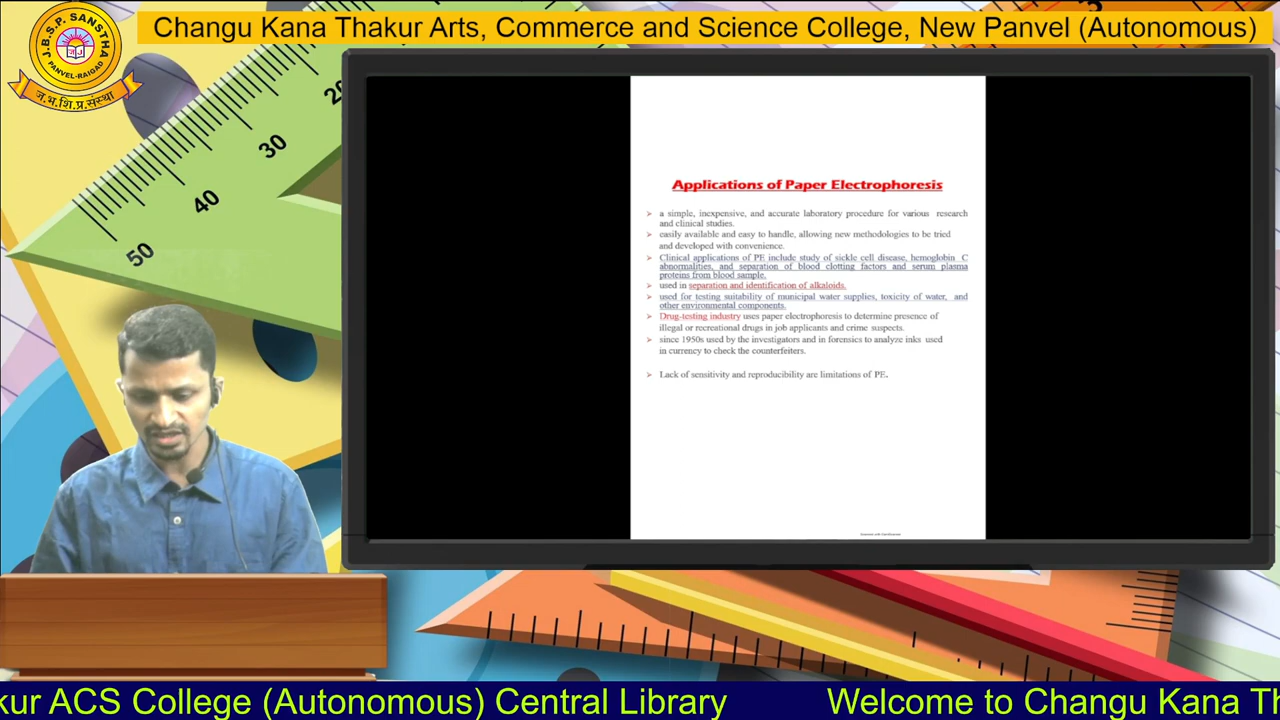 Changu Kana Thakur Arts, Commerce and Science College, New Panvel (Autonomous)
J.B.S.P. SANSTHA
PANVEL-RAIGAD
ज.भ.शि.प्र.संस्था
20
30
40
50
Applications of Paper Electrophoresis
➢ a simple, inexpensive, and accurate laboratory procedure for various research
and clinical studies.
➢ easily available and easy to handle, allowing new methodologies to be tried
and developed with convenience.
➢ Clinical applications of PE include study of sickle cell disease, hemoglobin C
abnormalities, and separation of blood clotting factors and serum plasma
proteins from blood sample.
➢ used in separation and identification of alkaloids.
➢ used for testing suitability of municipal water supplies, toxicity of water, and
other environmental components.
➢ Drug-testing industry uses paper electrophoresis to determine presence of
illegal or recreational drugs in job applicants and crime suspects.
➢ since 1950s used by the investigators and in forensics to analyze inks used
in currency to check the counterfeiters.
➢ Lack of sensitivity and reproducibility are limitations of PE.
kur ACS College (Autonomous) Central Library
Welcome to Changu Kana Th